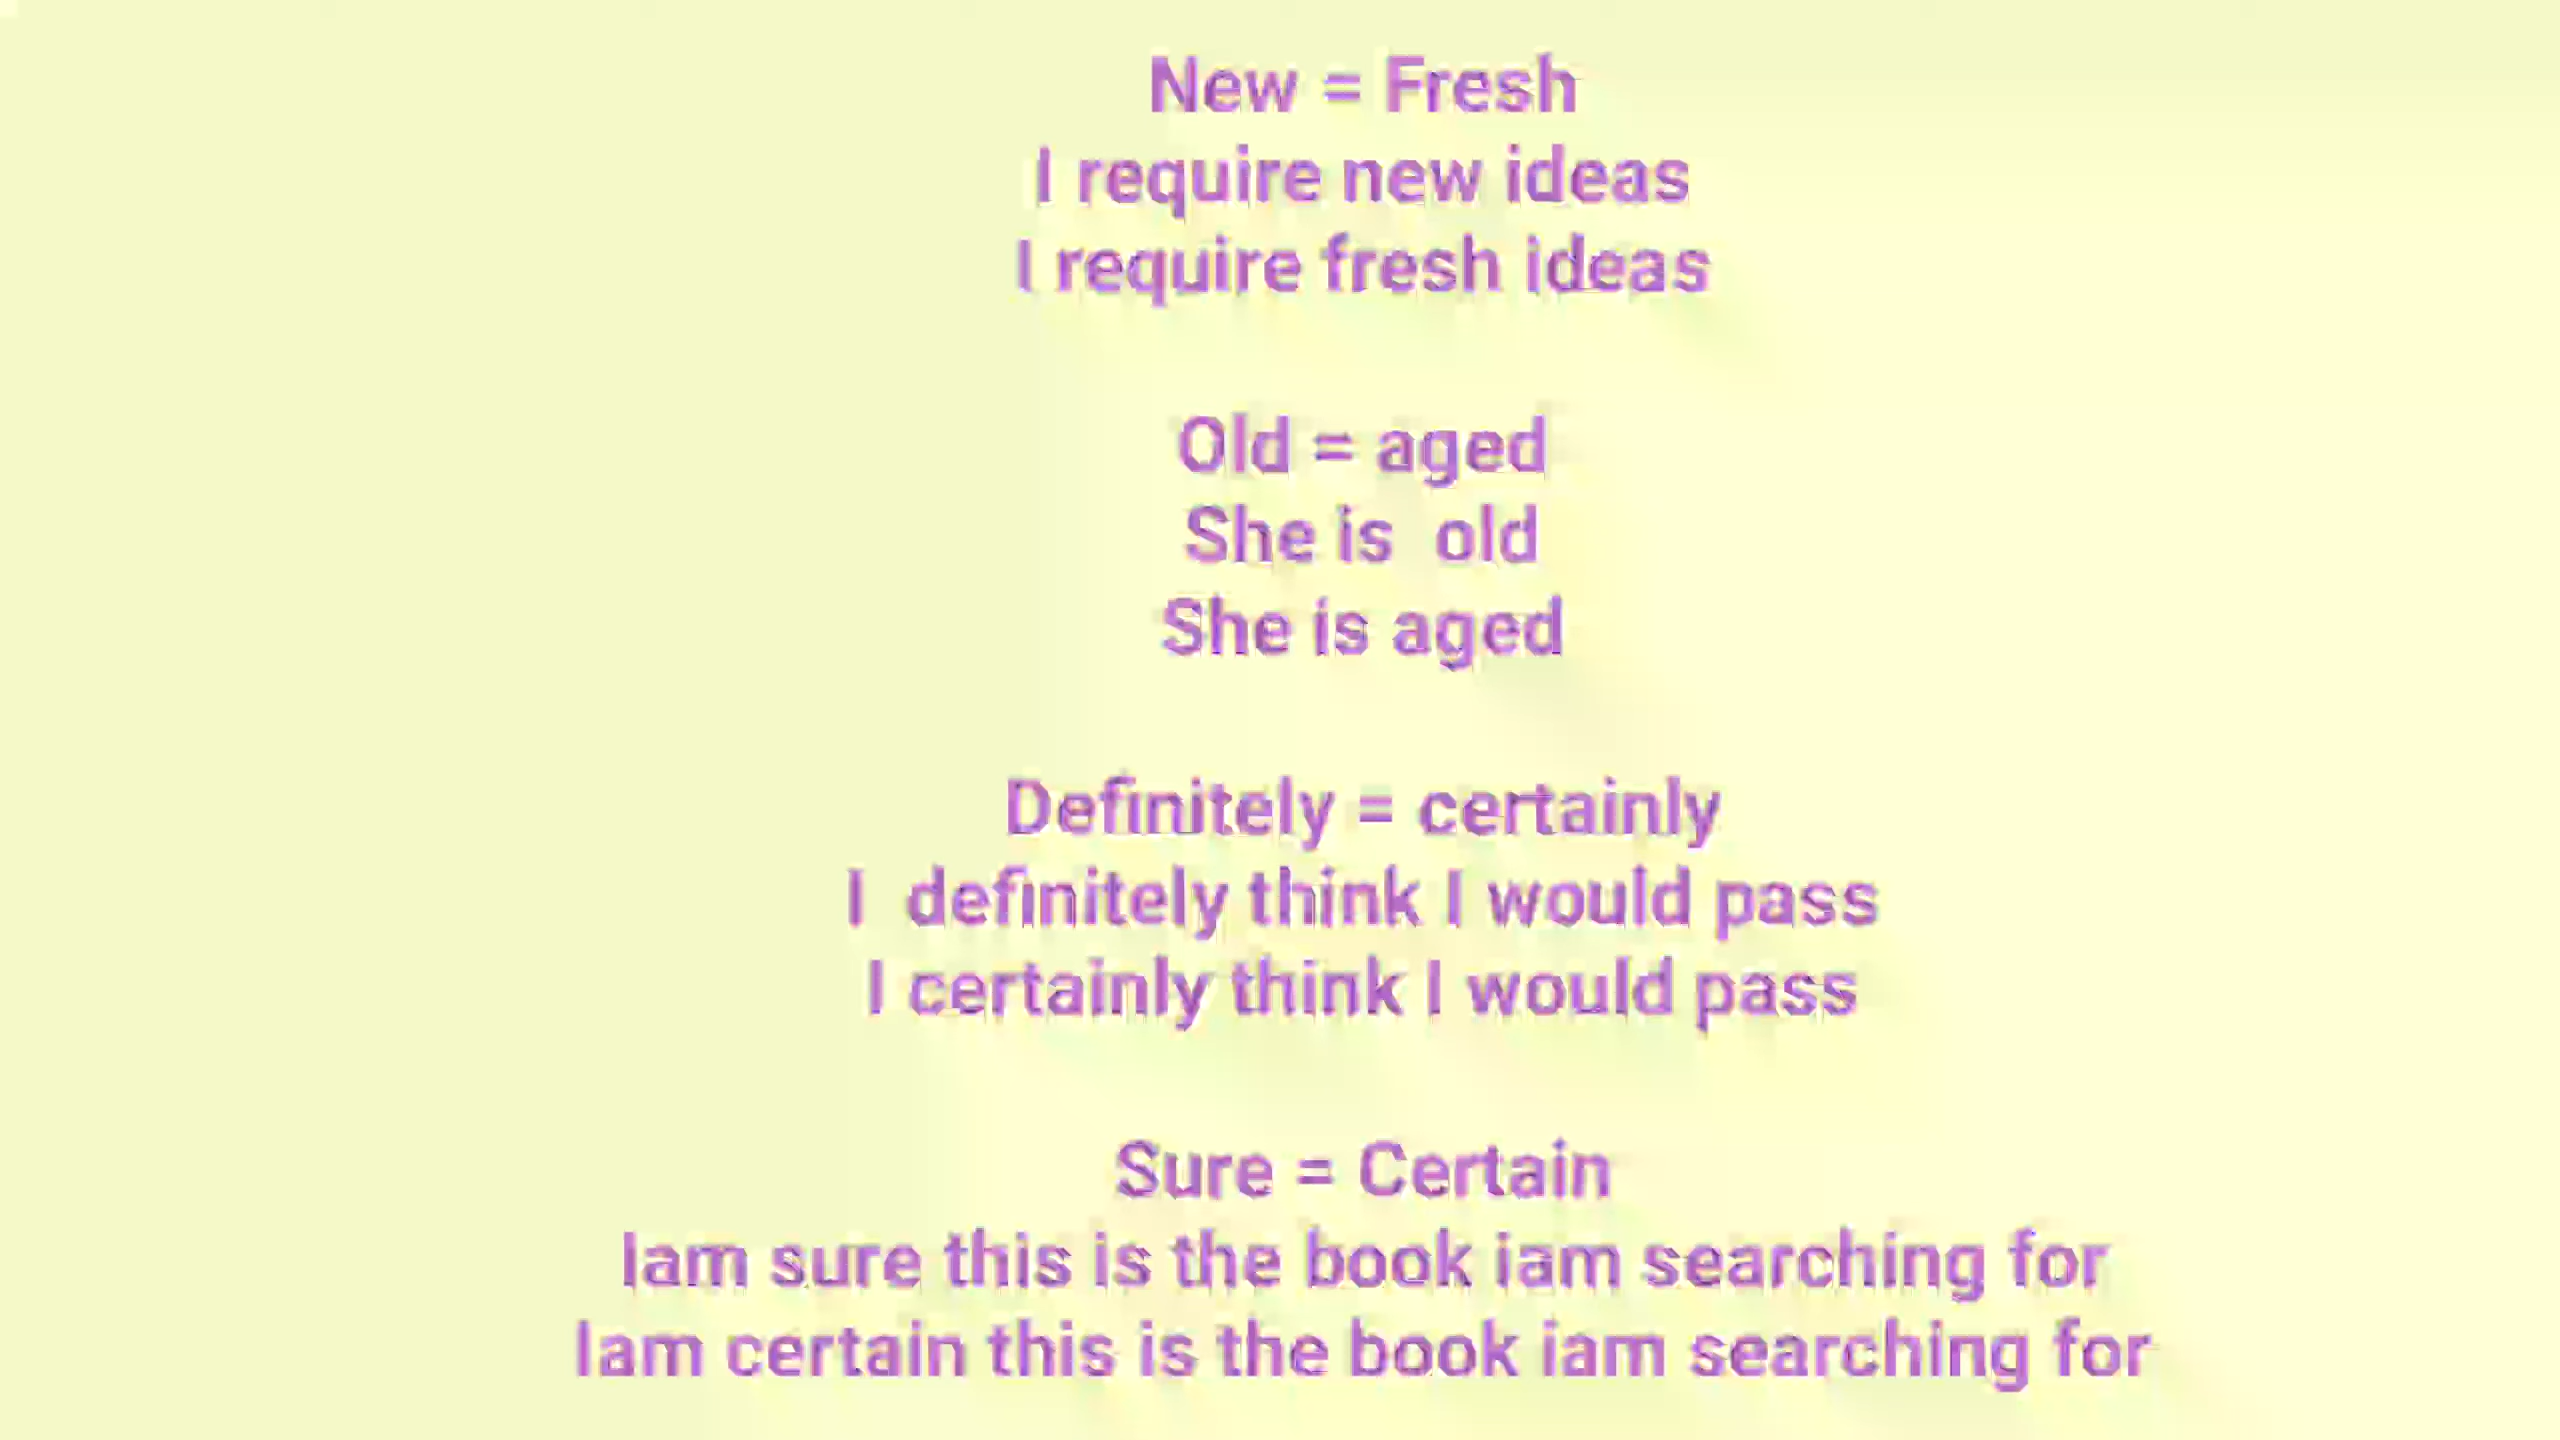 New = Fresh
I require new ideas
I require fresh ideas
Old = aged
She is  old
She is aged
Definitely = certainly
I  definitely think I would pass
I certainly think I would pass
Sure = Certain
Iam sure this is the book iam searching for
Iam certain this is the book iam searching for